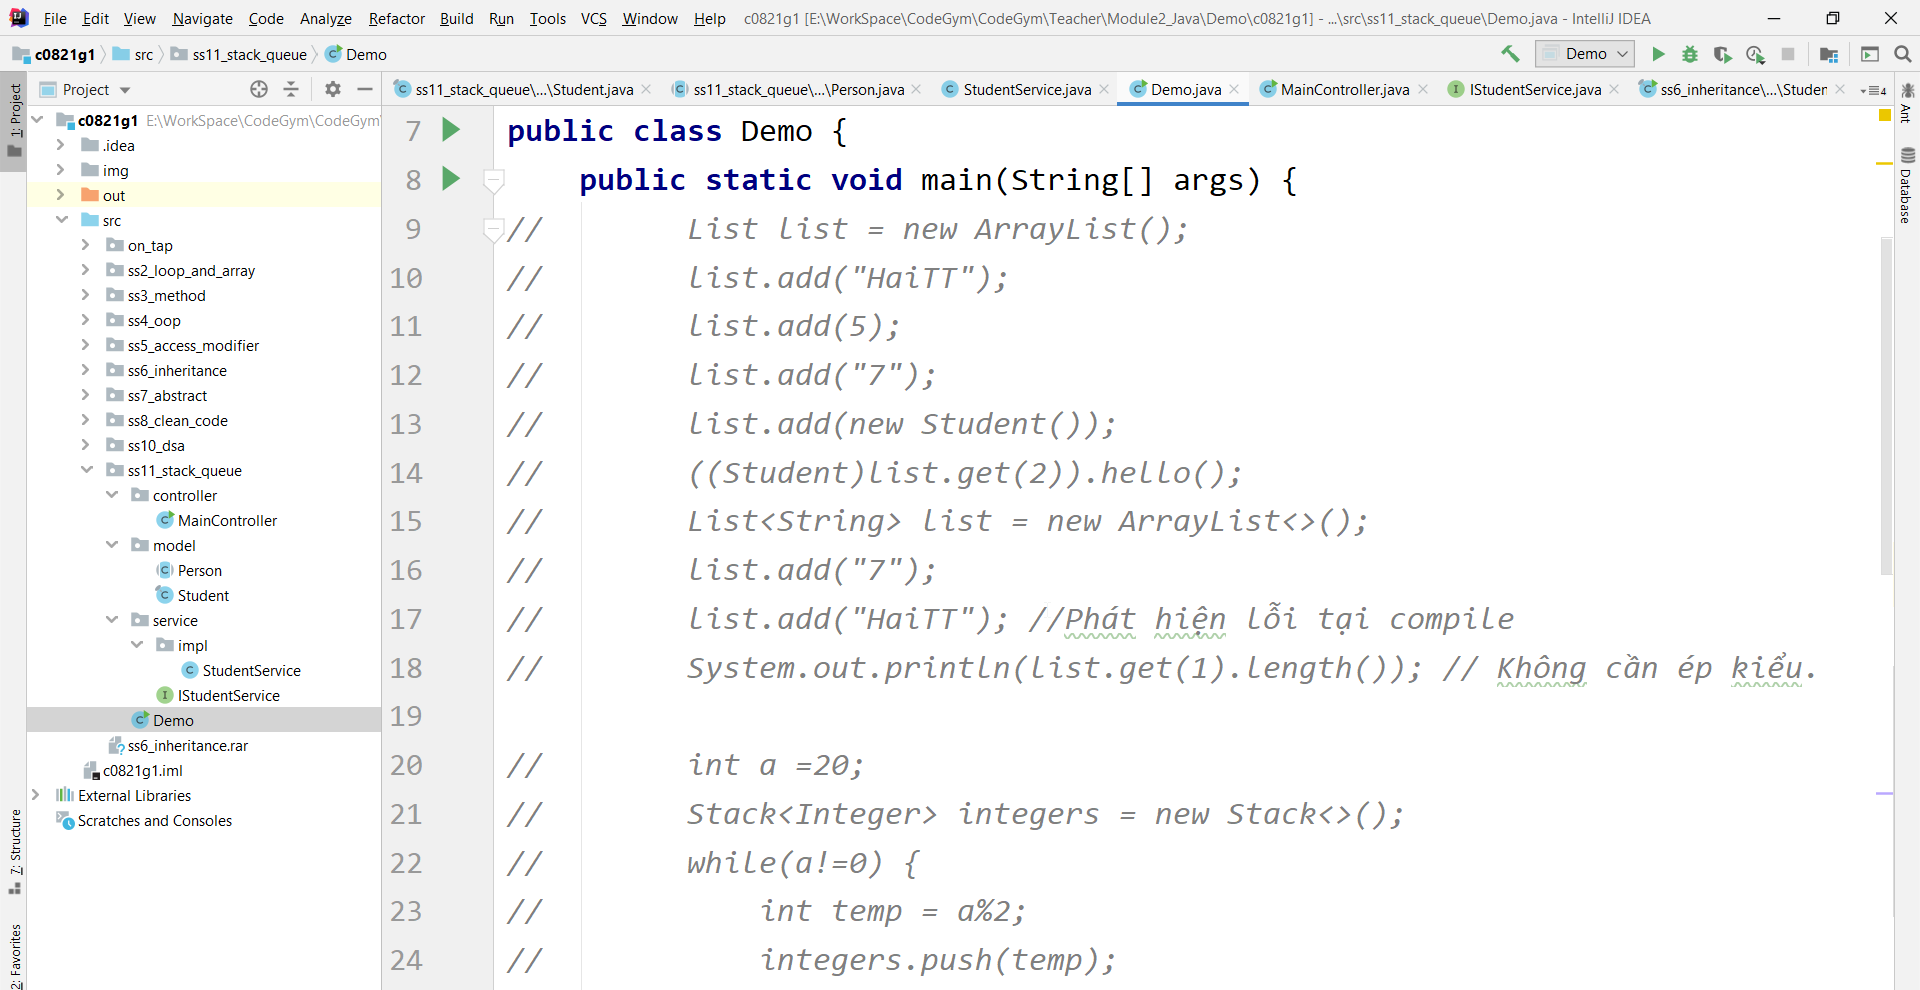 File Edit View Navigate Code Analyze Refactor Build Run Tools VCS Window Help c0821g1 [E:\WorkSpace\CodeGym\CodeGym\Teacher\Module2_Java\Demo\c0821g1] - ...\src\ss11_stack_queue\Demo.java - IntelliJ IDEA
c0821g1 src ss11_stack_queue Demo
Demo
Project
ss11_stack_queue\...\Student.java ss11_stack_queue\...\Person.java StudentService.java Demo.java MainController.java IStudentService.java ss6_inheritance\...\Studen 4
1: Project
7: Structure
2: Favorites
c0821g1 E:\WorkSpace\CodeGym\CodeGym\
.idea
img
out
src
on_tap
ss2_loop_and_array
ss3_method
ss4_oop
ss5_access_modifier
ss6_inheritance
ss7_abstract
ss8_clean_code
ss10_dsa
ss11_stack_queue
controller
MainController
model
Person
Student
service
impl
StudentService
IStudentService
Demo
ss6_inheritance.rar
c0821g1.iml
External Libraries
Scratches and Consoles
7 public class Demo {
8 public static void main(String[] args) {
9 // List list = new ArrayList();
10 // list.add("HaiTT");
11 // list.add(5);
12 // list.add("7");
13 // list.add(new Student());
14 // ((Student)list.get(2)).hello();
15 // List<String> list = new ArrayList<>();
16 // list.add("7");
17 // list.add("HaiTT"); //Phát hiện lỗi tại compile
18 // System.out.println(list.get(1).length()); // Không cần ép kiểu.
19
20 // int a =20;
21 // Stack<Integer> integers = new Stack<>();
22 // while(a!=0) {
23 // int temp = a%2;
24 // integers.push(temp);
Ant
Database